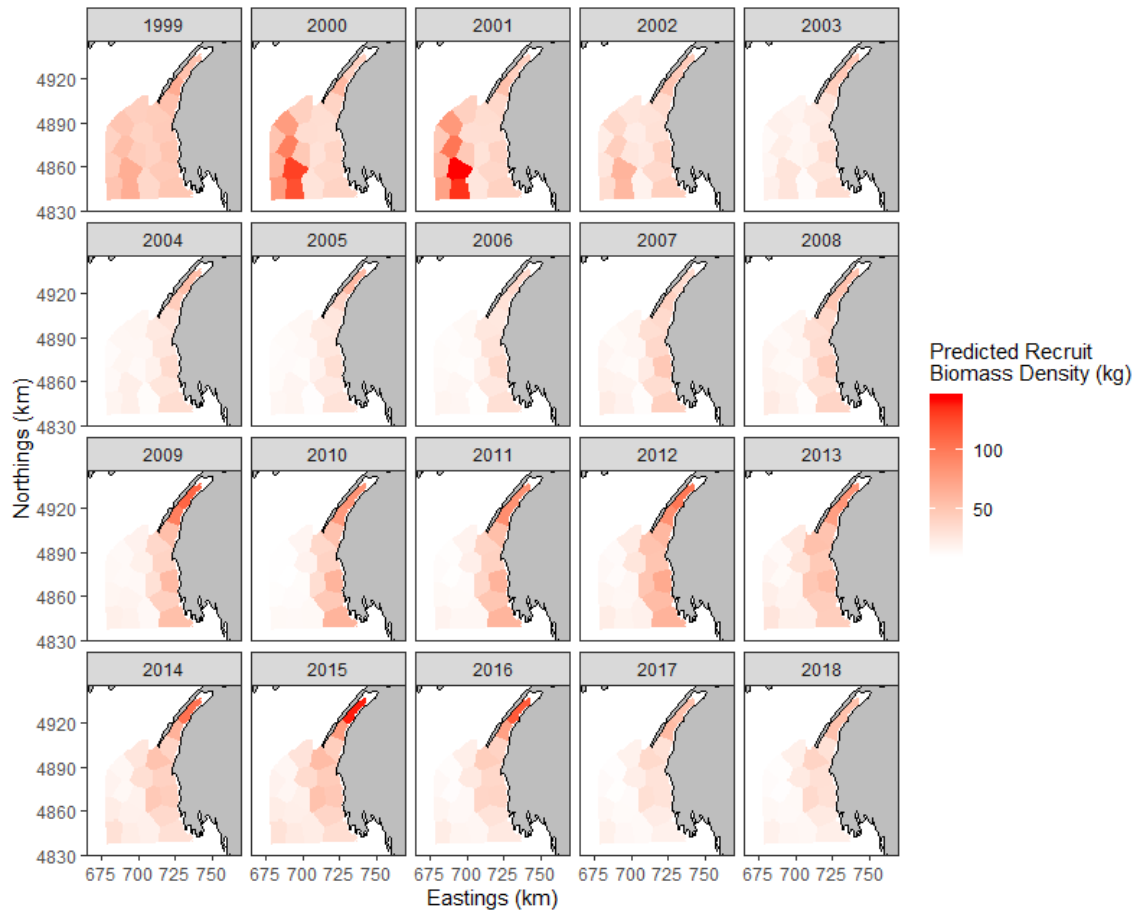 1999 2000 2001 2002 2003
4920
4890
4860
4830
2004 2005 2006 2007 2008
4920
4890
4860
4830
2009 2010 2011 2012 2013
4920
4890
4860
4830
2014 2015 2016 2017 2018
4920
4890
4860
4830
675 700 725 750 675 700 725 750 675 700 725 750 675 700 725 750 675 700 725 750
Eastings (km)
Northings (km)
Predicted Recruit
Biomass Density (kg)
100
50